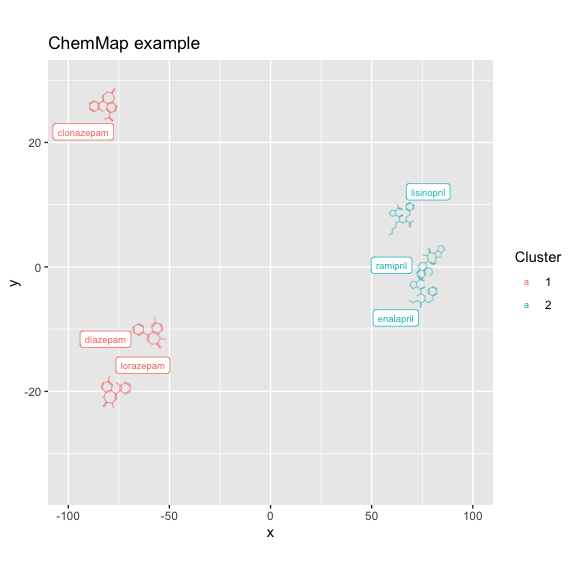 ChemMap example
clonazepam
lisinopril
ramipril
enalapril
diazepam
lorazepam
20
0
-20
y
-100
-50
0
50
100
x
Cluster
a 1
a 2